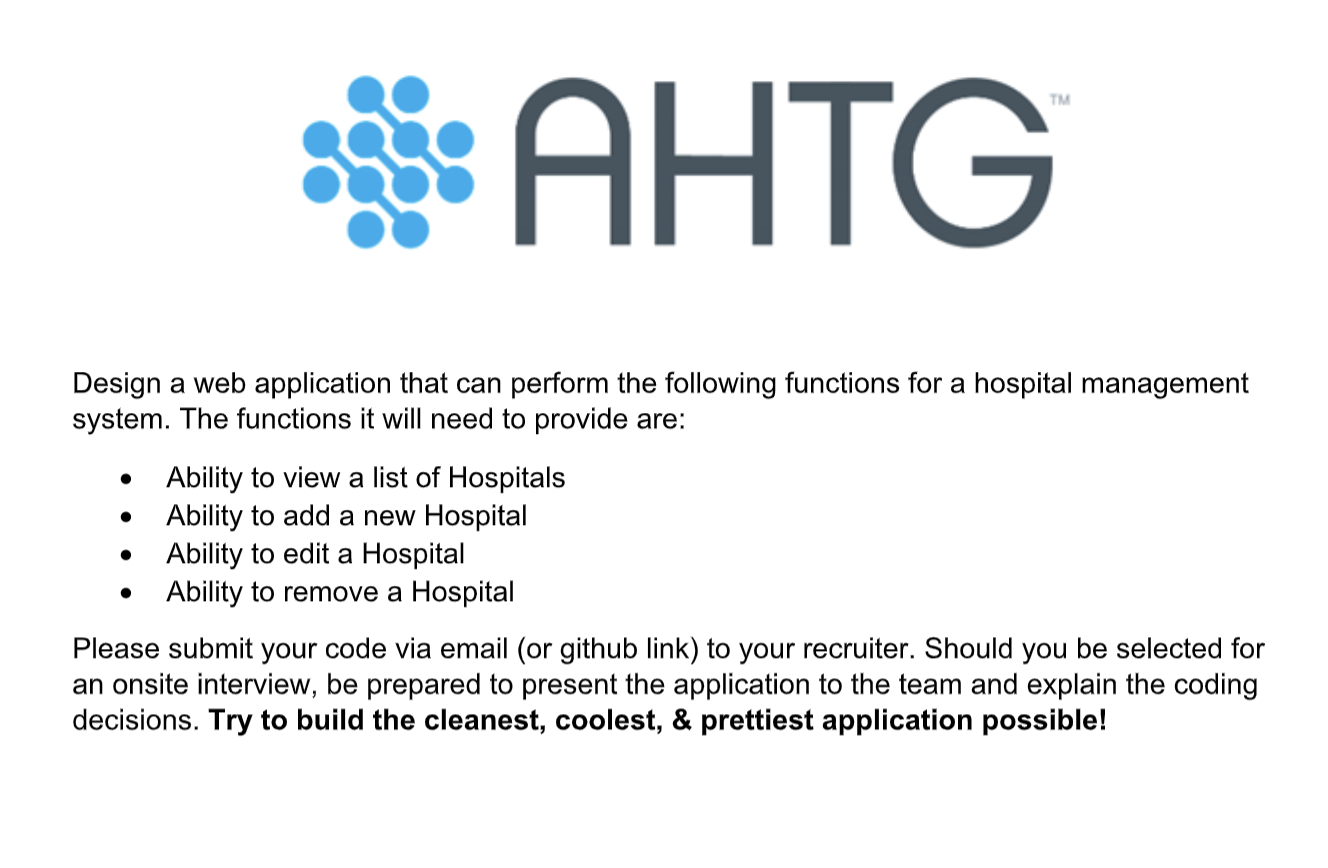 AHTG™
Design a web application that can perform the following functions for a hospital management
system. The functions it will need to provide are:
• Ability to view a list of Hospitals
• Ability to add a new Hospital
• Ability to edit a Hospital
• Ability to remove a Hospital
Please submit your code via email (or github link) to your recruiter. Should you be selected for
an onsite interview, be prepared to present the application to the team and explain the coding
decisions. Try to build the cleanest, coolest, & prettiest application possible!